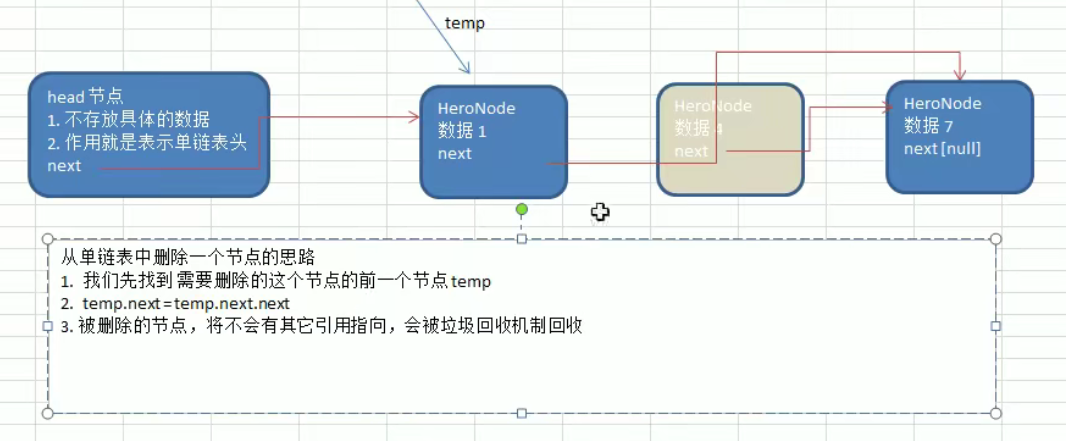 temp
head 节点
1. 不存放具体的数据
2. 作用就是表示单链表头
next
HeroNode
数据 1
next
HeroNode
数据 4
next
HeroNode
数据 7
next [null]
从单链表中删除一个节点的思路
1. 我们先找到 需要删除的这个节点的前一个节点 temp
2. temp.next = temp.next.next
3. 被删除的节点，将不会有其它引用指向，会被垃圾回收机制回收